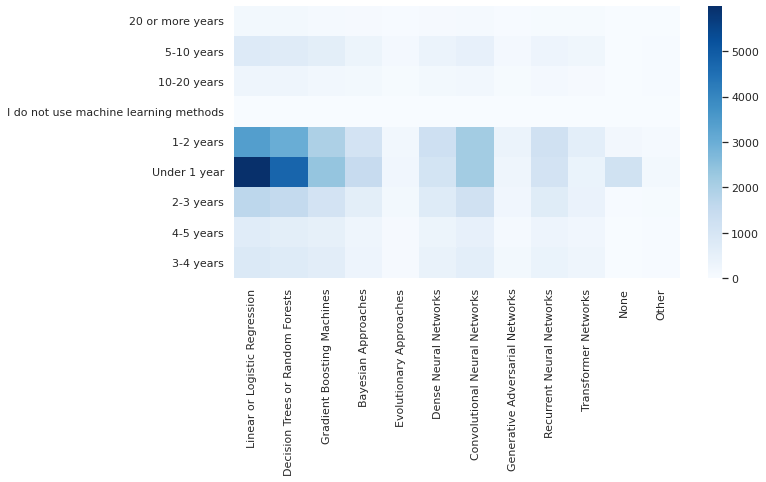 20 or more years
5-10 years
10-20 years
I do not use machine learning methods
1-2 years
Under 1 year
2-3 years
4-5 years
3-4 years
5000
4000
3000
2000
1000
0
Linear or Logistic Regression
Decision Trees or Random Forests
Gradient Boosting Machines
Bayesian Approaches
Evolutionary Approaches
Dense Neural Networks
Convolutional Neural Networks
Generative Adversarial Networks
Recurrent Neural Networks
Transformer Networks
None
Other